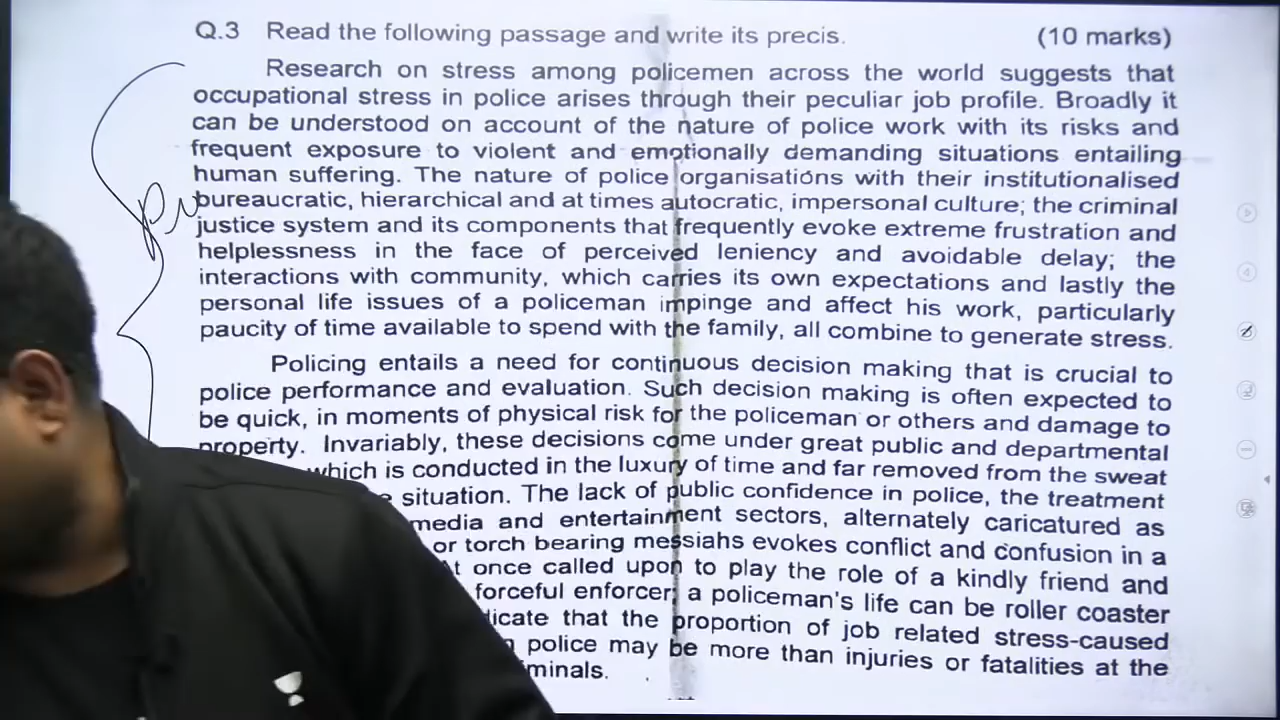 Q.3 Read the following passage and write its precis. (10 marks)
Research on stress among policemen across the world suggests that
occupational stress in police arises through their peculiar job profile. Broadly it
can be understood on account of the nature of police work with its risks and
frequent exposure to violent and emotionally demanding situations entailing
human suffering. The nature of police organisations with their institutionalised
bureaucratic, hierarchical and at times autocratic, impersonal culture; the criminal
justice system and its components that frequently evoke extreme frustration and
helplessness in the face of perceived leniency and avoidable delay; the
interactions with community, which carries its own expectations and lastly the
personal life issues of a policeman impinge and affect his work, particularly
paucity of time available to spend with the family, all combine to generate stress.
Policing entails a need for continuous decision making that is crucial to
police performance and evaluation. Such decision making is often expected to
be quick, in moments of physical risk for the policeman or others and damage to
property. Invariably, these decisions come under great public and departmental
which is conducted in the luxury of time and far removed from the sweat
situation. The lack of public confidence in police, the treatment
media and entertainment sectors, alternately caricatured as
or torch bearing messiahs evokes conflict and confusion in a
At once called upon to play the role of a kindly friend and
forceful enforcer, a policeman's life can be roller coaster
that the proportion of job related stress-caused
police may be more than injuries or fatalities at the